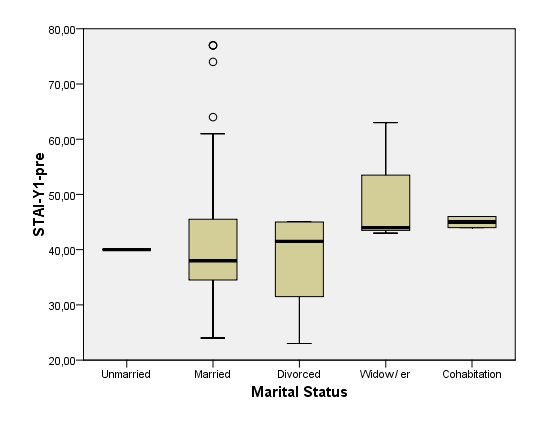 80,00
70,00
60,00
50,00
40,00
30,00
20,00
STAI-Y1-pre
Unmarried Married Divorced Widow/er Cohabitation
Marital Status